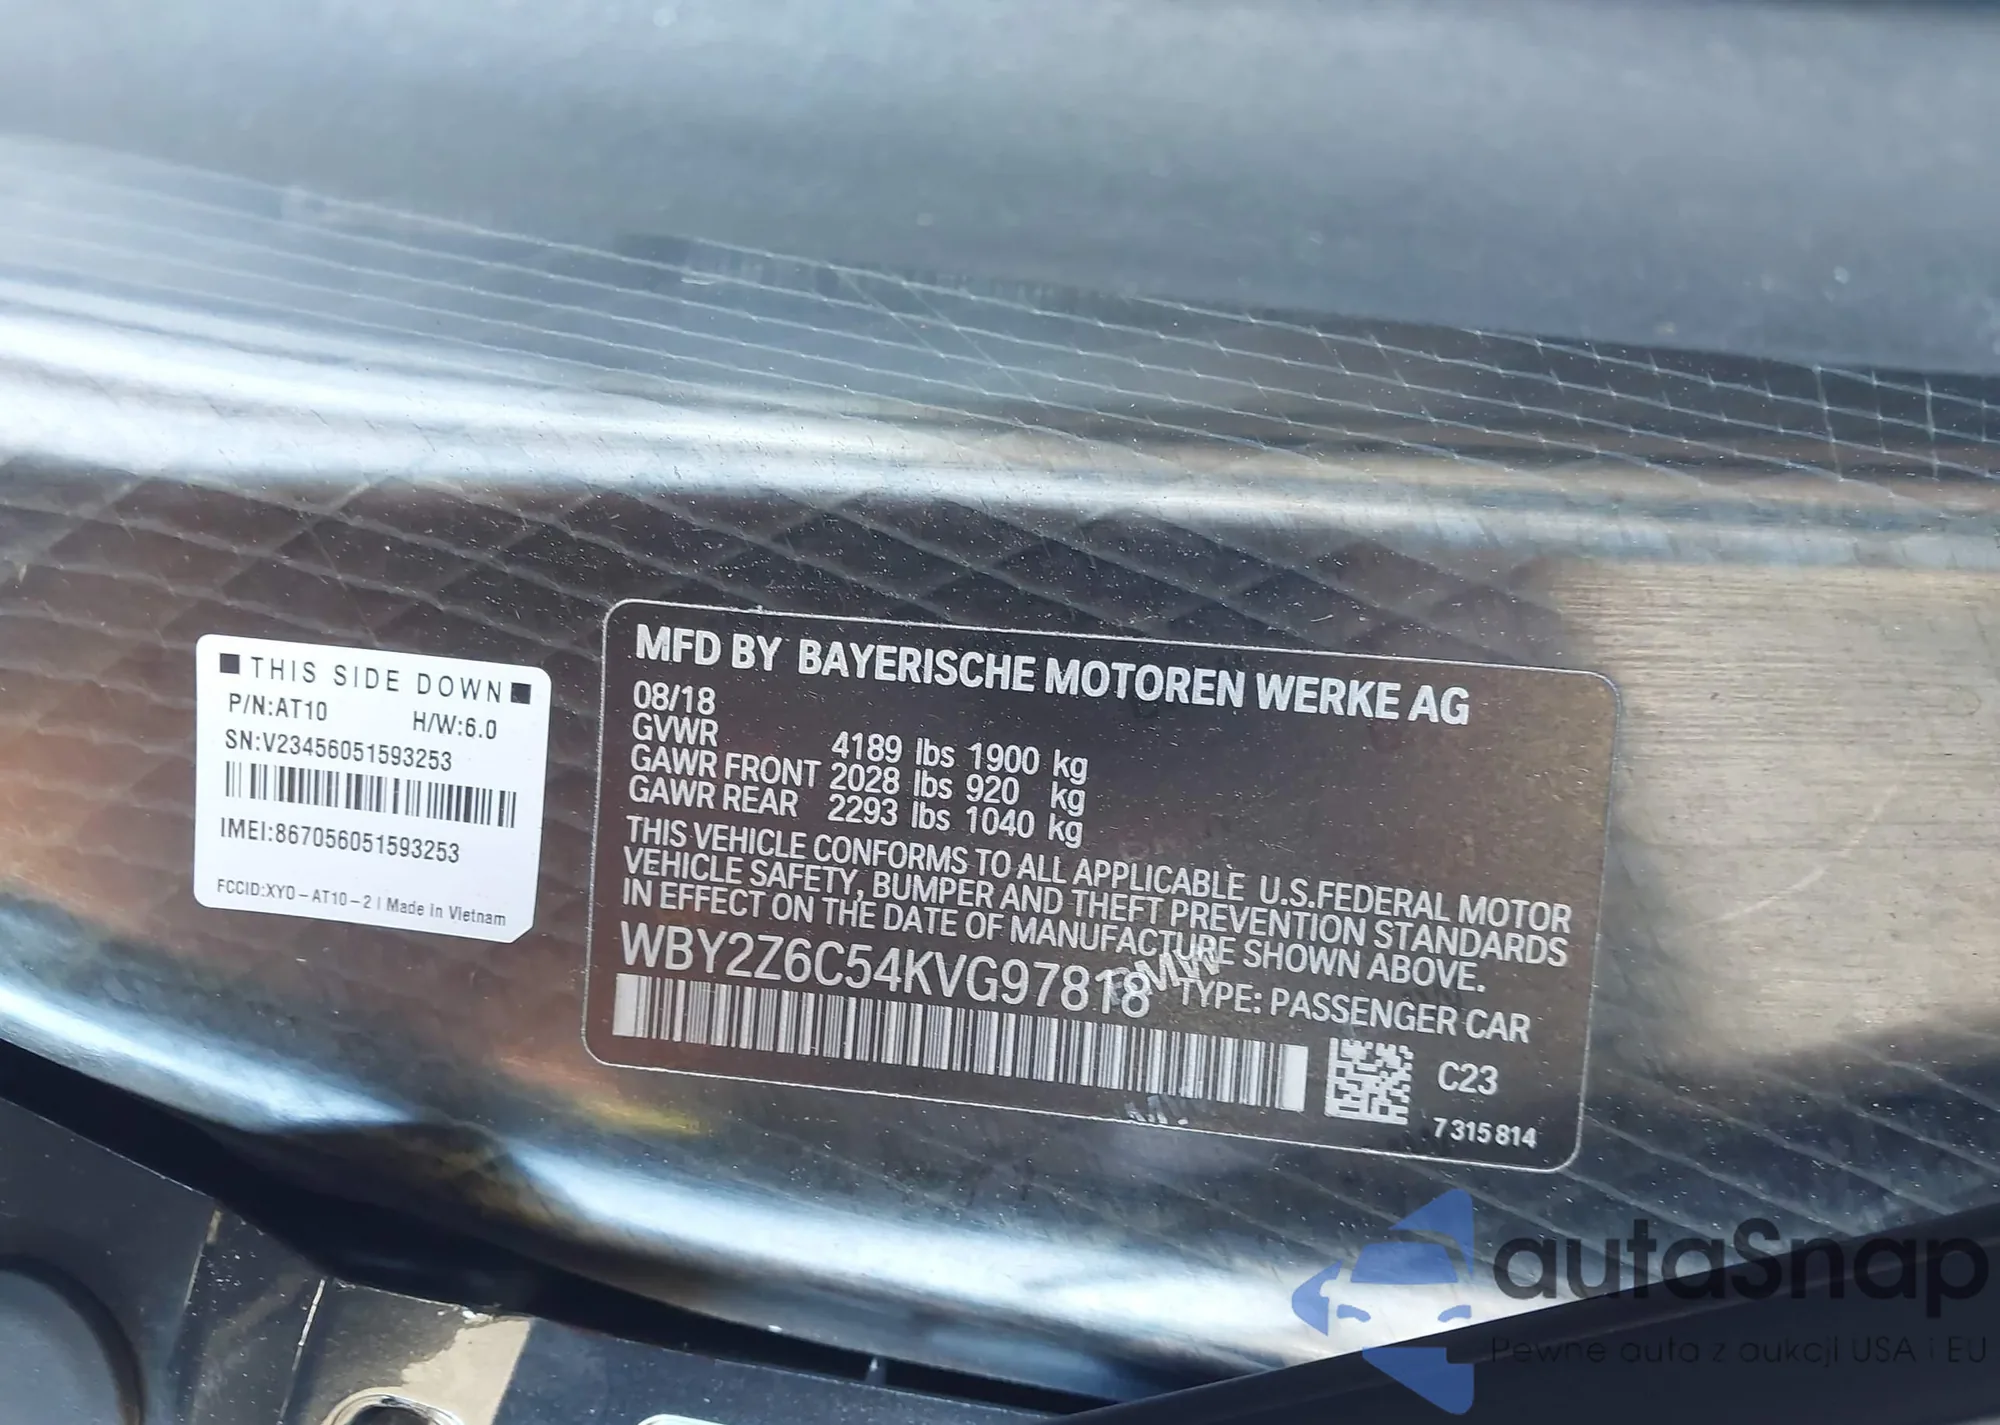 ■ THIS SIDE DOWN ■
P/N:AT10 H/W:6.0
SN:V23456051593253
IMEI:867056051593253
FCCID:XYO-AT10-2 | Made in Vietnam
MFD BY BAYERISCHE MOTOREN WERKE AG
08/18
GVWR 4189 lbs 1900 kg
GAWR FRONT 2028 lbs 920 kg
GAWR REAR 2293 lbs 1040 kg
THIS VEHICLE CONFORMS TO ALL APPLICABLE U.S.FEDERAL MOTOR
VEHICLE SAFETY, BUMPER AND THEFT PREVENTION STANDARDS
IN EFFECT ON THE DATE OF MANUFACTURE SHOWN ABOVE.
WBY2Z6C54KVG97818 TYPE: PASSENGER CAR
BMW
C23
7315814
autaSnap
Pewne auta z aukcji USA i EU